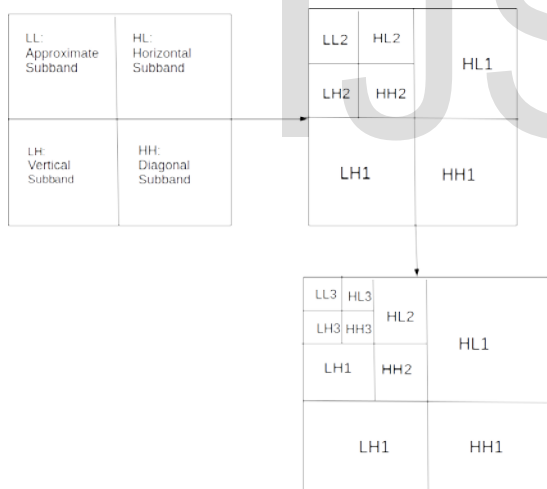 LL:
Approximate
Subband
HL:
Horizontal
Subband
LH:
Vertical
Subband
HH:
Diagonal
Subband
LL2 HL2
HL1
LH2 HH2
LH1 HH1
LL3 HL3
HL2
LH3 HH3
HL1
LH1 HH2
LH1 HH1